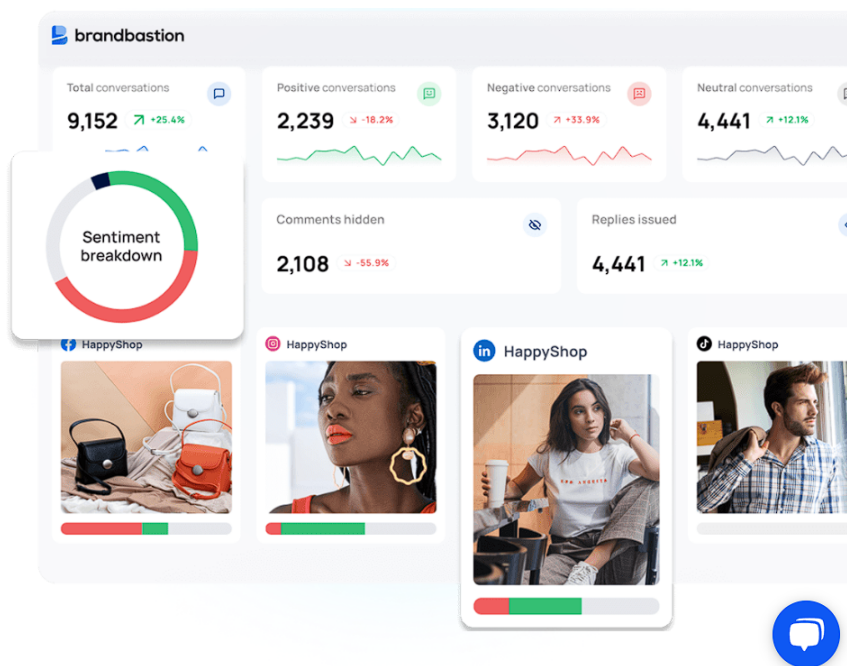 brandbastion
Total conversations
9,152 +25.4%
Positive conversations
2,239 -18.2%
Negative conversations
3,120 +33.9%
Neutral conversations
4,441 +12.1%
Sentiment
breakdown
Comments hidden
2,108 -55.9%
Replies issued
4,441 +12.1%
HappyShop
HappyShop
in HappyShop
HappyShop